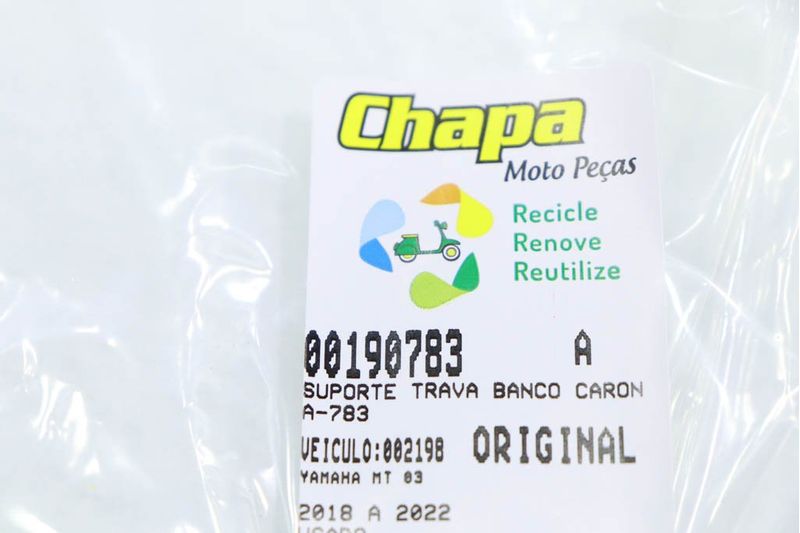 Chapa
Moto Peças
Recicle
Renove
Reutilize
00190783 A
SUPORTE TRAVA BANCO CARON
A-783
VEICULO:002198 ORIGINAL
YAMAHA MT 03
2018 A 2022
USADO